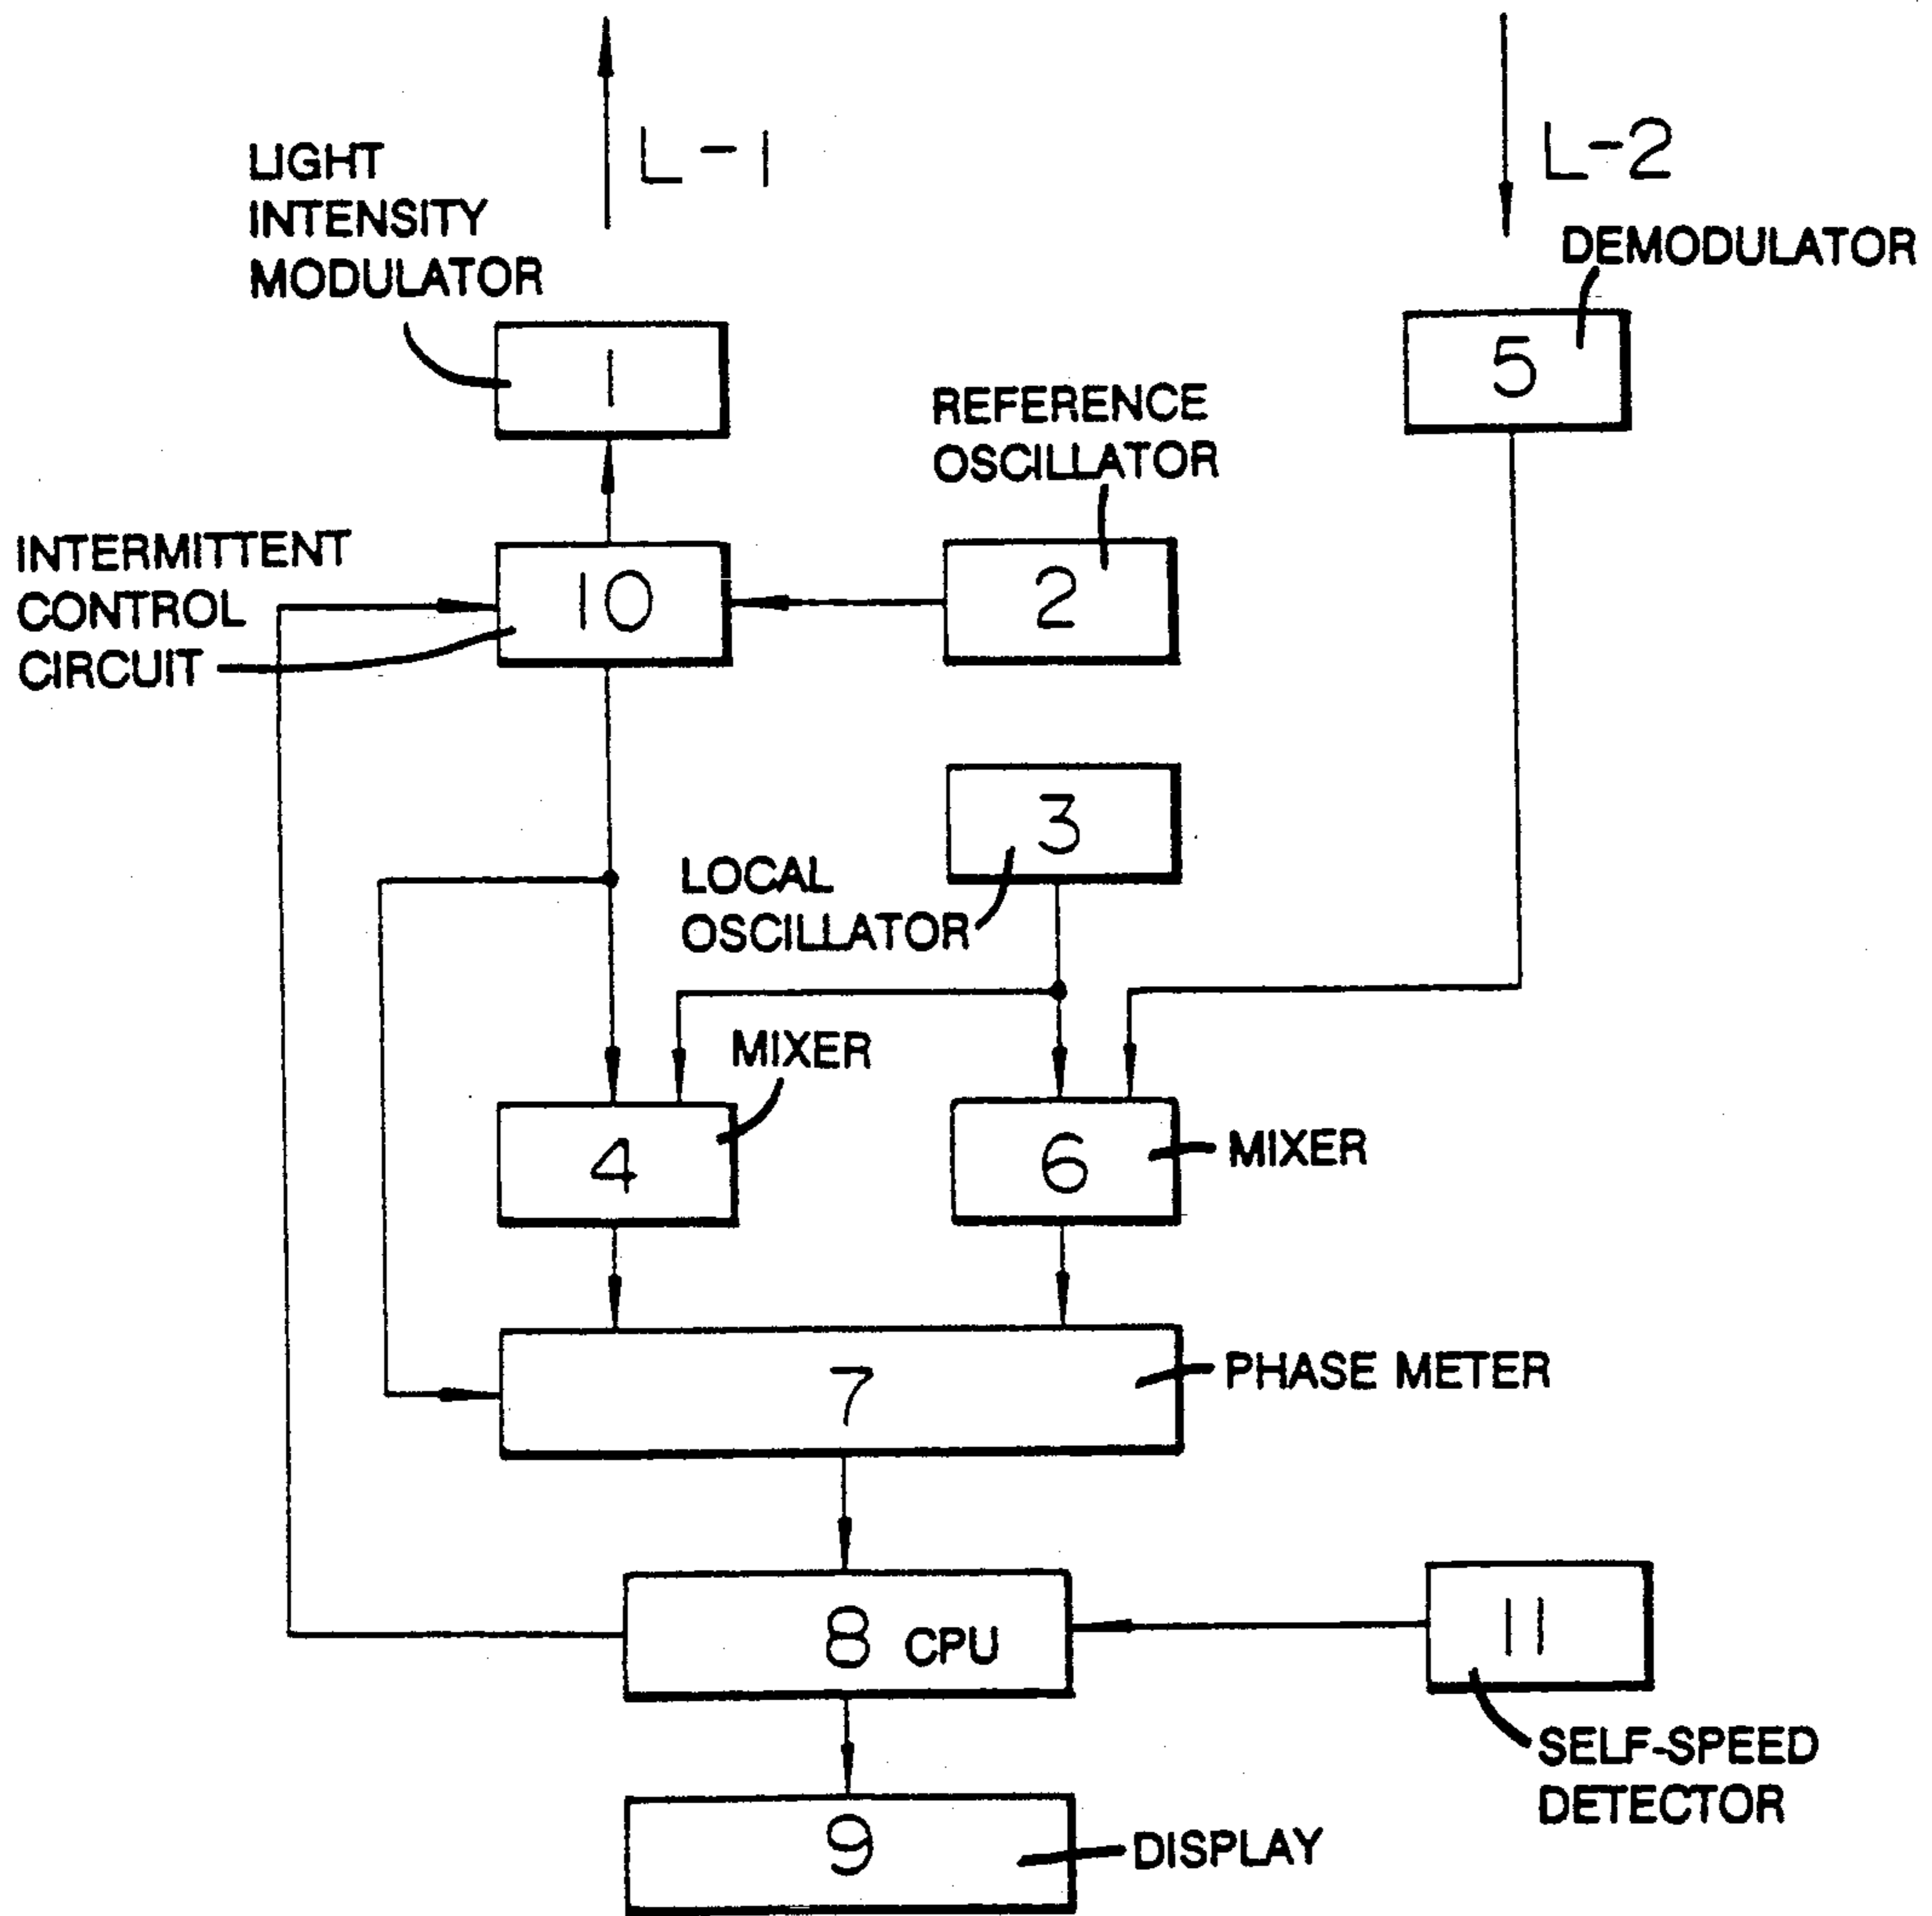 L-1
L-2
LIGHT
INTENSITY
MODULATOR
DEMODULATOR
1
5
REFERENCE
OSCILLATOR
INTERMITTENT
CONTROL
CIRCUIT
10
2
3
LOCAL
OSCILLATOR
MIXER
4
6
MIXER
7
PHASE METER
8 CPU
11
SELF-SPEED
DETECTOR
9
DISPLAY